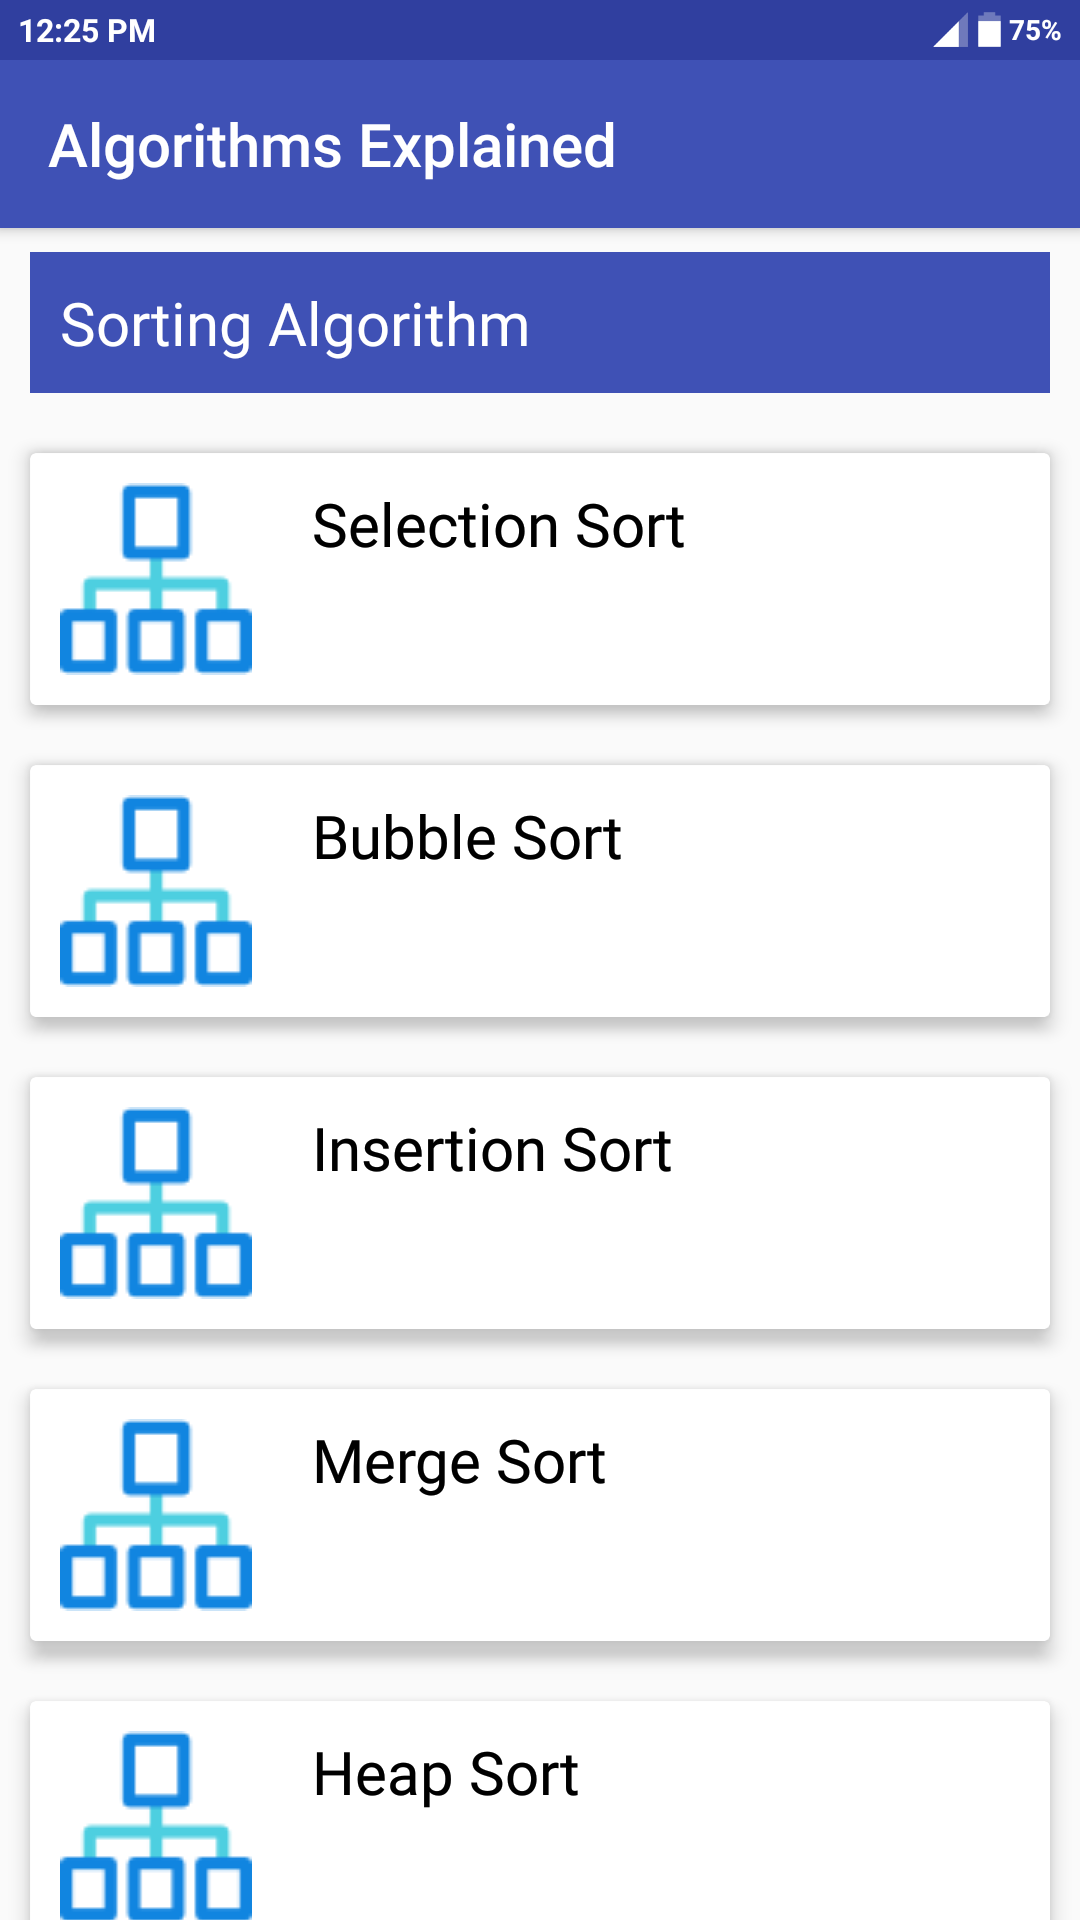 12:25 PM 75%
Algorithms Explained
Sorting Algorithm
Selection Sort
Bubble Sort
Insertion Sort
Merge Sort
Heap Sort